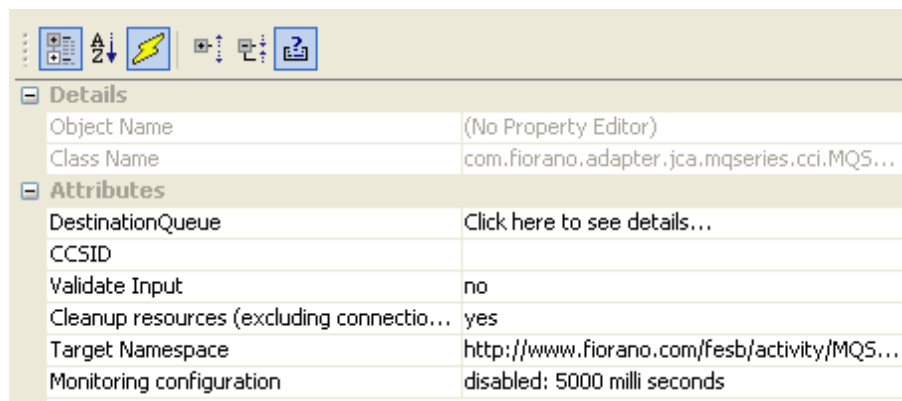 Details
Object Name (No Property Editor)
Class Name com.fiorano.adapter.jca.mqseries.cci.MQS...
Attributes
DestinationQueue Click here to see details...
CCSID
Validate Input no
Cleanup resources (excluding connectio... yes
Target Namespace http://www.fiorano.com/fesb/activity/MQS...
Monitoring configuration disabled: 5000 milli seconds